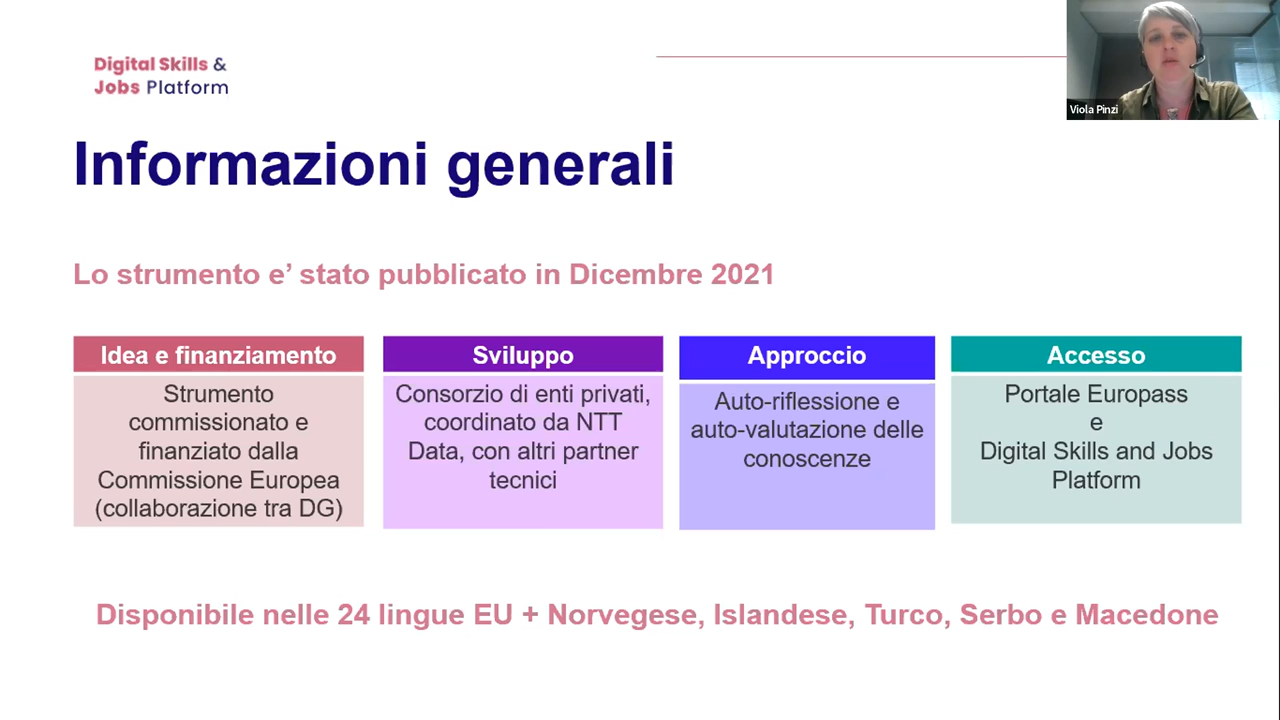 Digital Skills &
Jobs Platform
Viola Pinzi
Informazioni generali
Lo strumento e’ stato pubblicato in Dicembre 2021
Idea e finanziamento
Strumento
commissionato e
finanziato dalla
Commissione Europea
(collaborazione tra DG)
Sviluppo
Consorzio di enti privati,
coordinato da NTT
Data, con altri partner
tecnici
Approccio
Auto-riflessione e
auto-valutazione delle
conoscenze
Accesso
Portale Europass
e
Digital Skills and Jobs
Platform
Disponibile nelle 24 lingue EU + Norvegese, Islandese, Turco, Serbo e Macedone